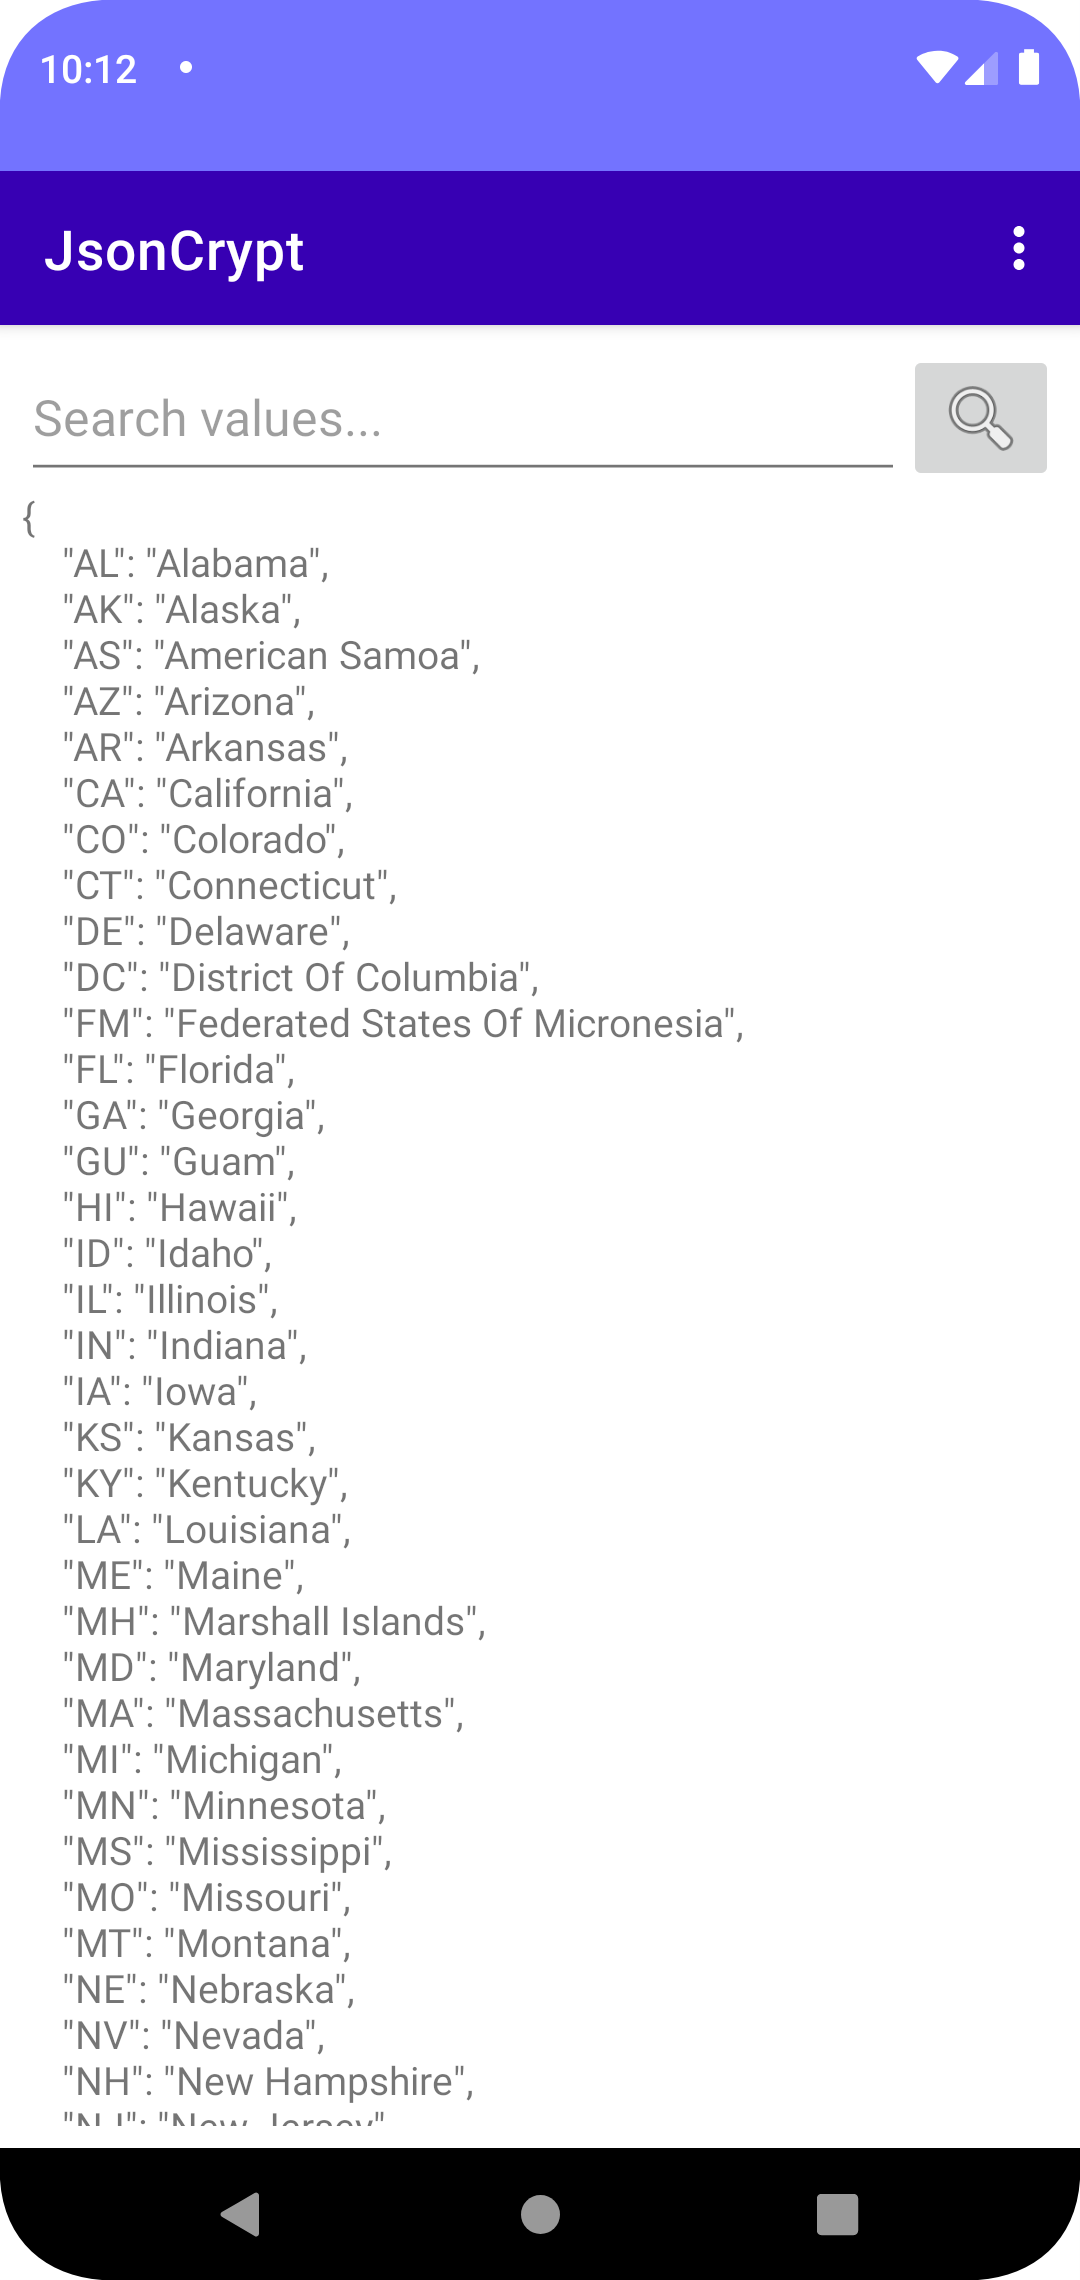 10:12
JsonCrypt
Search values...
{
"AL": "Alabama",
"AK": "Alaska",
"AS": "American Samoa",
"AZ": "Arizona",
"AR": "Arkansas",
"CA": "California",
"CO": "Colorado",
"CT": "Connecticut",
"DE": "Delaware",
"DC": "District Of Columbia",
"FM": "Federated States Of Micronesia",
"FL": "Florida",
"GA": "Georgia",
"GU": "Guam",
"HI": "Hawaii",
"ID": "Idaho",
"IL": "Illinois",
"IN": "Indiana",
"IA": "Iowa",
"KS": "Kansas",
"KY": "Kentucky",
"LA": "Louisiana",
"ME": "Maine",
"MH": "Marshall Islands",
"MD": "Maryland",
"MA": "Massachusetts",
"MI": "Michigan",
"MN": "Minnesota",
"MS": "Mississippi",
"MO": "Missouri",
"MT": "Montana",
"NE": "Nebraska",
"NV": "Nevada",
"NH": "New Hampshire",
"NJ": "New Jersey"